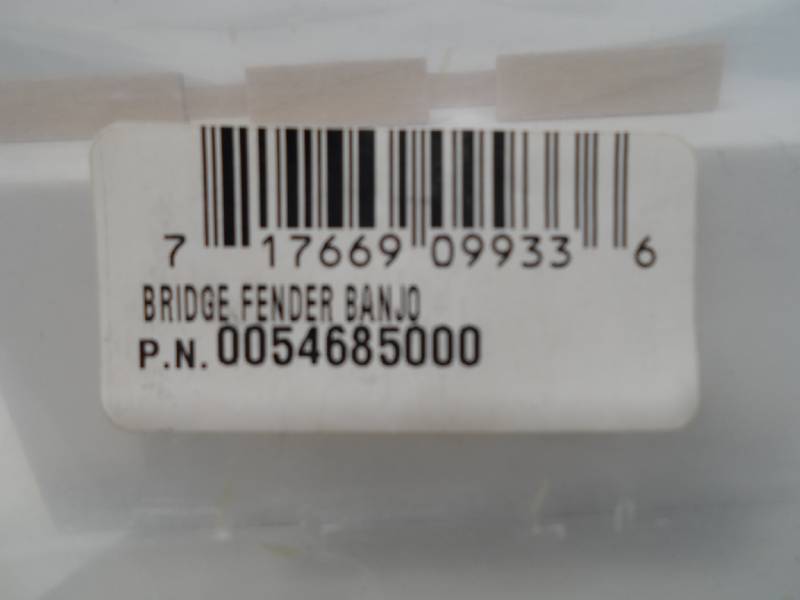 7 17669 09933 6
BRIDGE FENDER BANJO
P.N. 0054685000